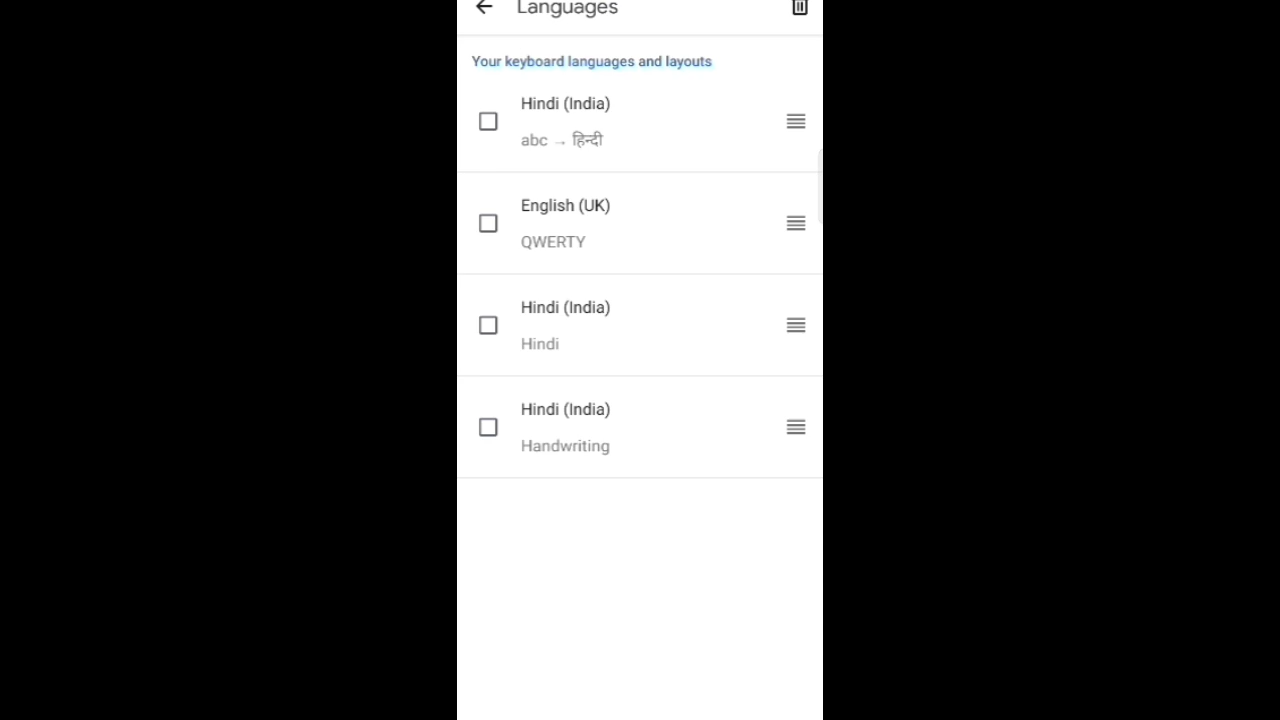 Languages
Your keyboard languages and layouts
Hindi (India)
abc → हिन्दी
English (UK)
QWERTY
Hindi (India)
Hindi
Hindi (India)
Handwriting